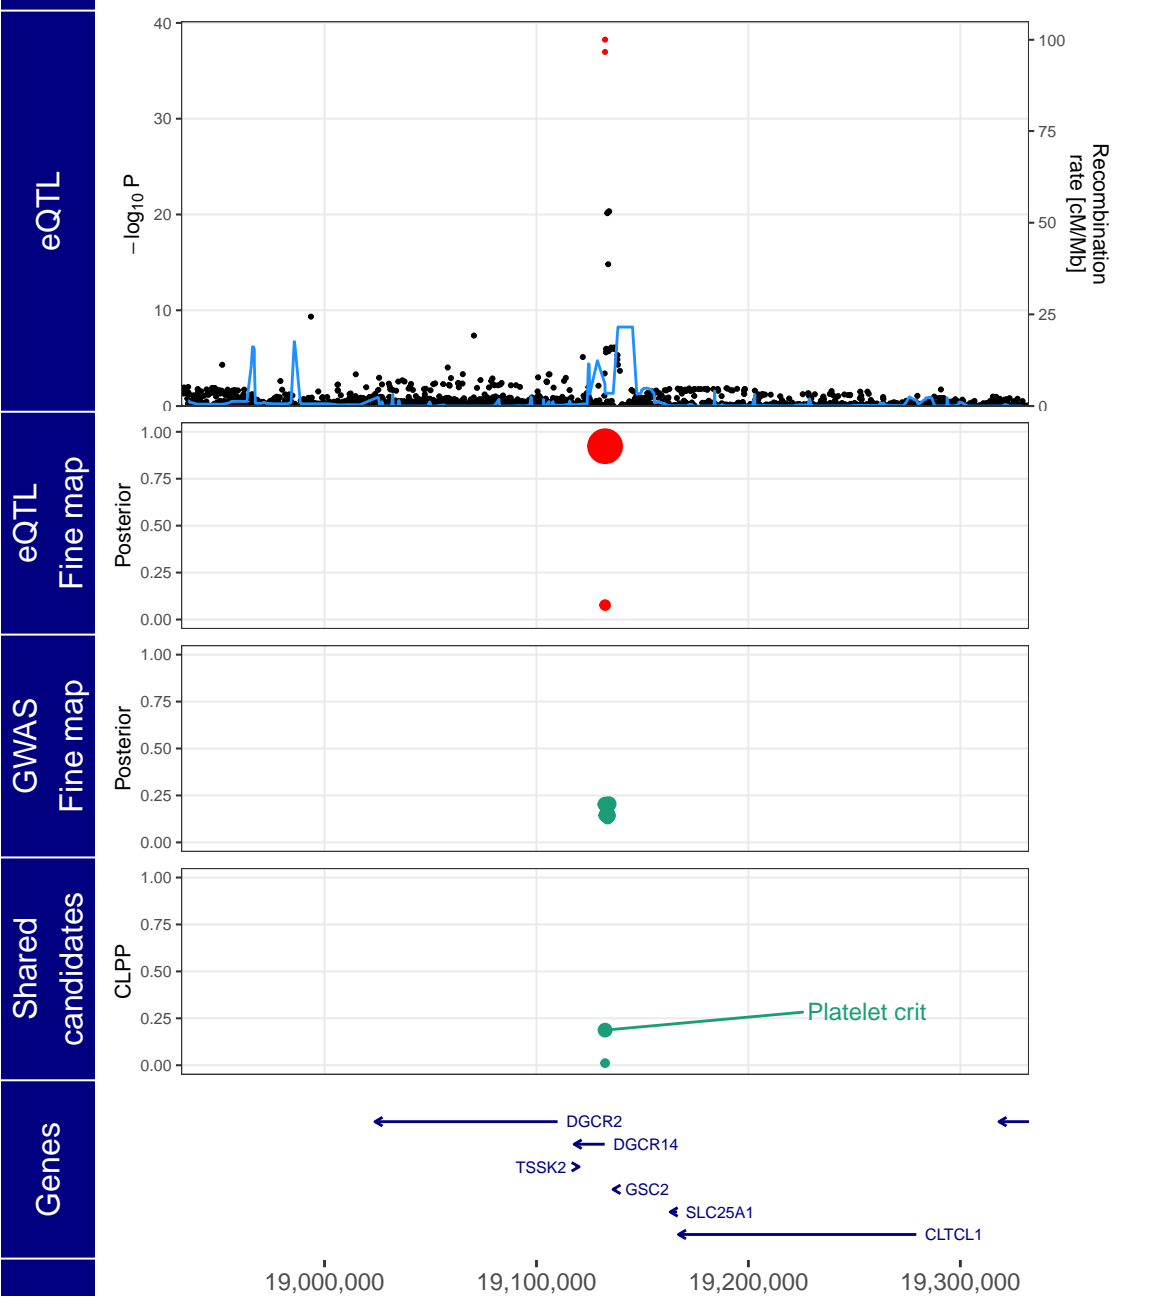 eQTL
−log10 P
40
30
20
10
0
100
75
50
25
0
Recombination
rate [cM/Mb]
eQTL
Fine map
Posterior
1.00
0.75
0.50
0.25
0.00
GWAS
Fine map
Posterior
1.00
0.75
0.50
0.25
0.00
Shared
candidates
CLPP
1.00
0.75
0.50
0.25
0.00
Platelet crit
Genes
DGCR2
DGCR14
TSSK2
GSC2
SLC25A1
CLTCL1
19,000,000 19,100,000 19,200,000 19,300,000